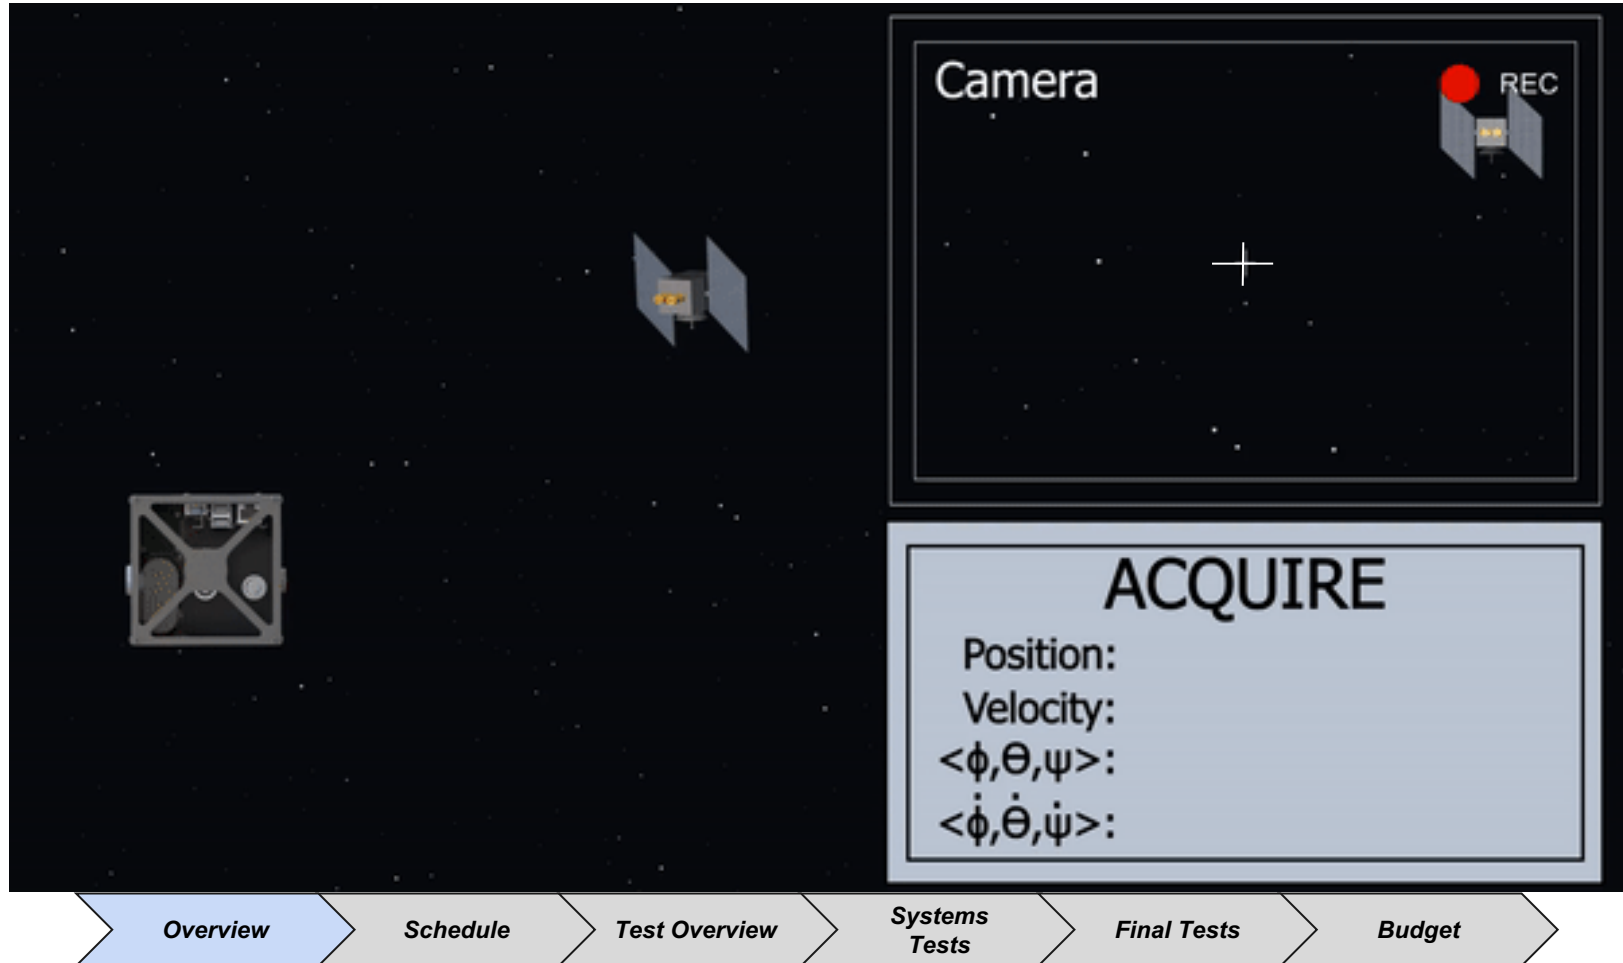 Camera
REC
ACQUIRE
Position:
Velocity:
<ϕ,Θ,ψ>:
<ϕ̇,Θ̇,ψ̇>:
Overview
Schedule
Test Overview
Systems
Tests
Final Tests
Budget